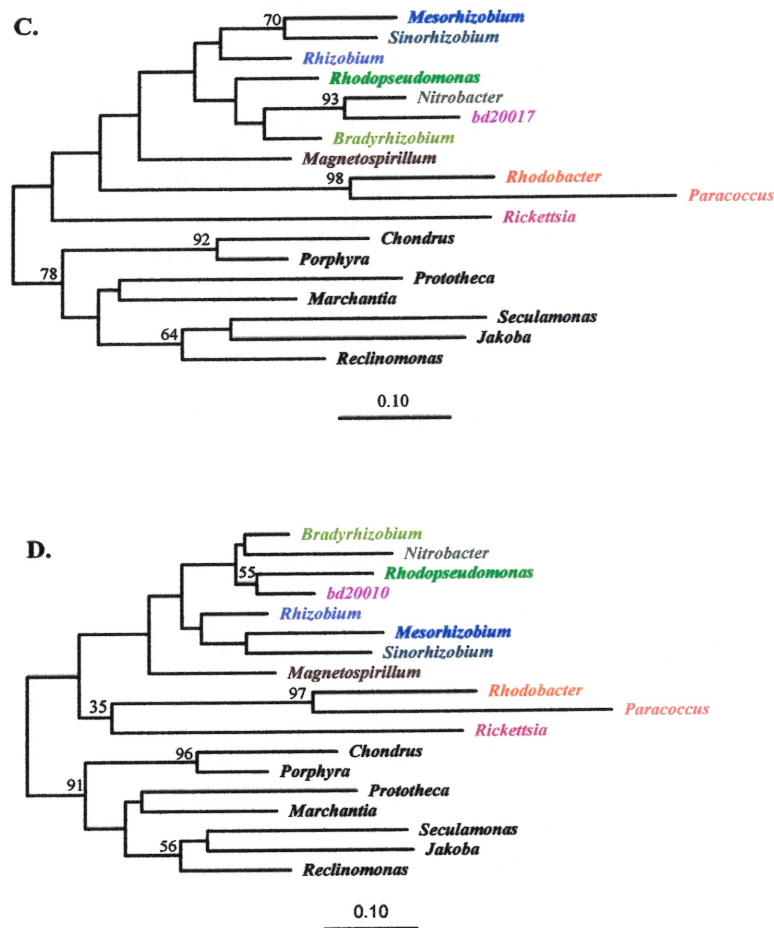 C.
70
Mesorhizobium
Sinorhizobium
Rhizobium
Rhodopseudomonas
93
Nitrobacter
bd20017
Bradyrhizobium
Magnetospirillum
98
Rhodobacter
Paracoccus
Rickettsia
92
Chondrus
Porphyra
78
Prototheca
Marchantia
64
Seculamonas
Jakoba
Reclinomonas
0.10
D.
Bradyrhizobium
Nitrobacter
55
Rhodopseudomonas
bd20010
Rhizobium
Mesorhizobium
Sinorhizobium
Magnetospirillum
97
Rhodobacter
35
Paracoccus
Rickettsia
96
Chondrus
Porphyra
91
Prototheca
Marchantia
56
Seculamonas
Jakoba
Reclinomonas
0.10